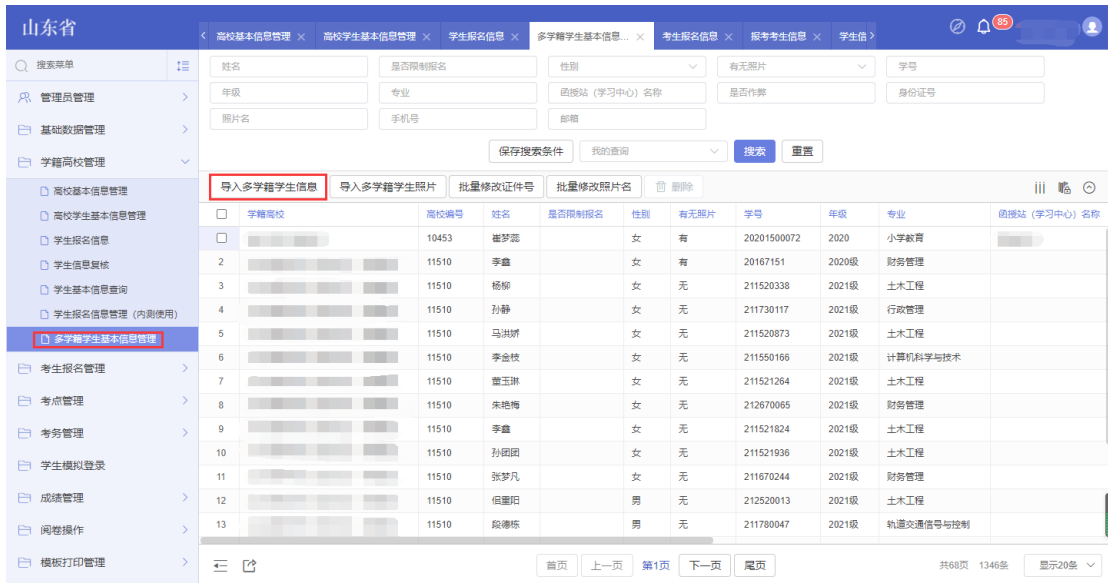 山东省
高校基本信息管理 × 高校学生基本信息管理 × 学生报名信息 × 多学籍学生基本信息... × 考生报名信息 × 报考考生信息 × 学生信
85
搜索菜单
管理员管理
基础数据管理
学籍高校管理
高校基本信息管理
高校学生基本信息管理
学生报名信息
学生信息复核
学生基本信息查询
学生报名信息管理（内测使用）
多学籍学生基本信息管理
考生报名管理
考点管理
考务管理
学生模拟登录
成绩管理
阅卷操作
模板打印管理
姓名 是否限制报名 性别 有无照片 学号
年级 专业 函授站（学习中心）名称 是否作弊 身份证号
照片名 手机号 邮箱
保存搜索条件 我的查询 搜索 重置
导入多学籍学生信息 导入多学籍学生照片 批量修改证件号 批量修改照片名 删除
学籍高校 高校编号 姓名 是否限制报名 性别 有无照片 学号 年级 专业 函授站（学习中心）名称
10453 崔梦蕊 女 有 20201500072 2020 小学教育
2 11510 李鑫 女 有 20167151 2020级 财务管理
3 11510 杨柳 女 无 211520338 2021级 土木工程
4 11510 孙静 女 无 211730117 2021级 行政管理
5 11510 马洪娇 女 无 211520873 2021级 土木工程
6 11510 李金枝 女 无 211550166 2021级 计算机科学与技术
7 11510 董玉琳 女 无 211521264 2021级 土木工程
8 11510 朱艳梅 女 无 212670065 2021级 财务管理
9 11510 李鑫 女 无 211521824 2021级 土木工程
10 11510 孙团团 女 无 211521936 2021级 土木工程
11 11510 张梦凡 女 无 211670244 2021级 财务管理
12 11510 侣重阳 男 无 212520013 2021级 土木工程
13 11510 段德栋 男 无 211780047 2021级 轨道交通信号与控制
首页 上一页 第1页 下一页 尾页 共68页 1346条 显示20条